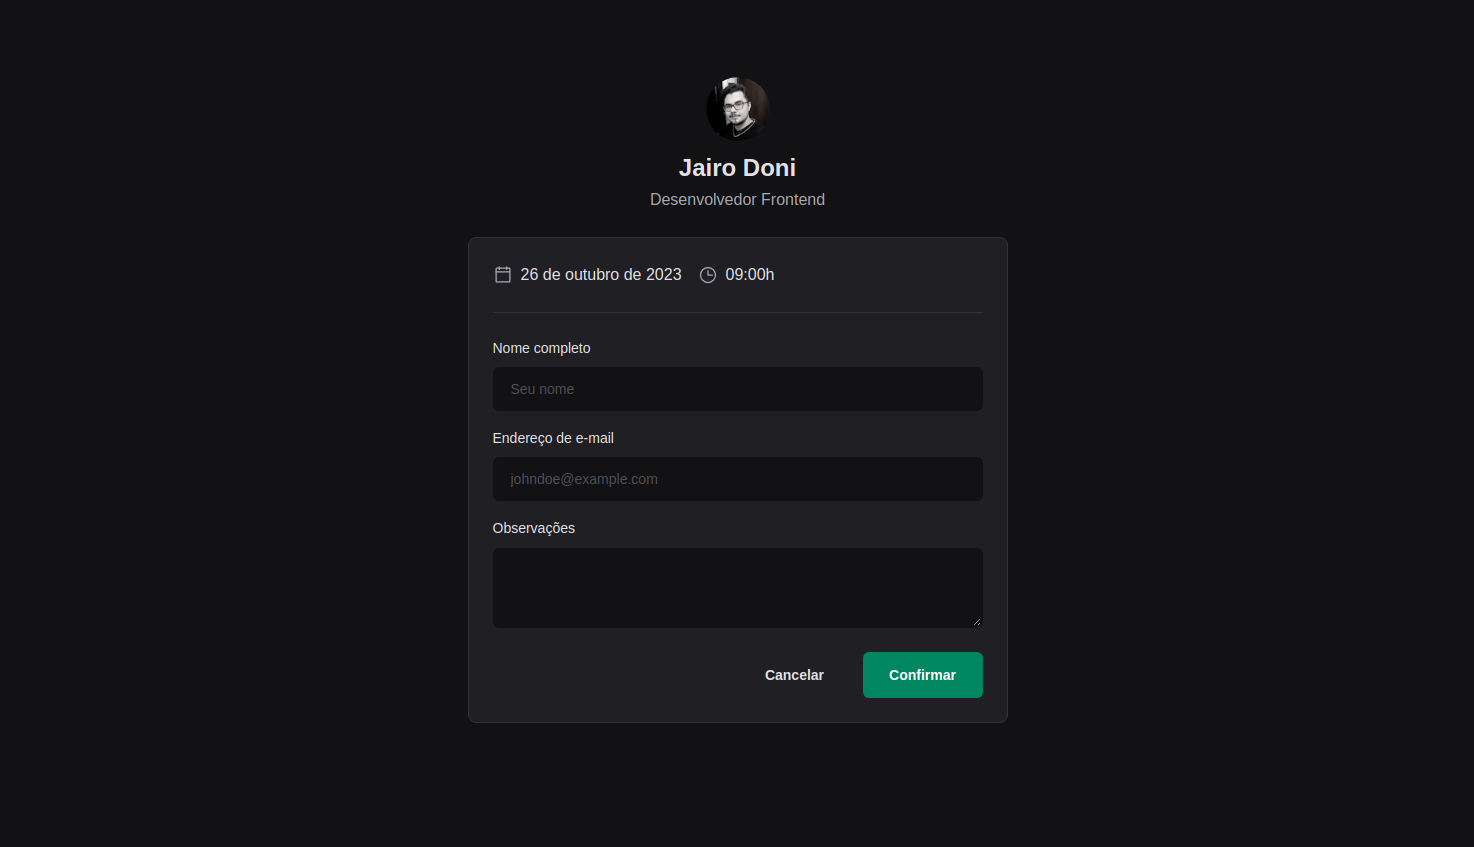 Jairo Doni
Desenvolvedor Frontend
26 de outubro de 2023 09:00h
Nome completo
Seu nome
Endereço de e-mail
johndoe@example.com
Observações
Cancelar Confirmar